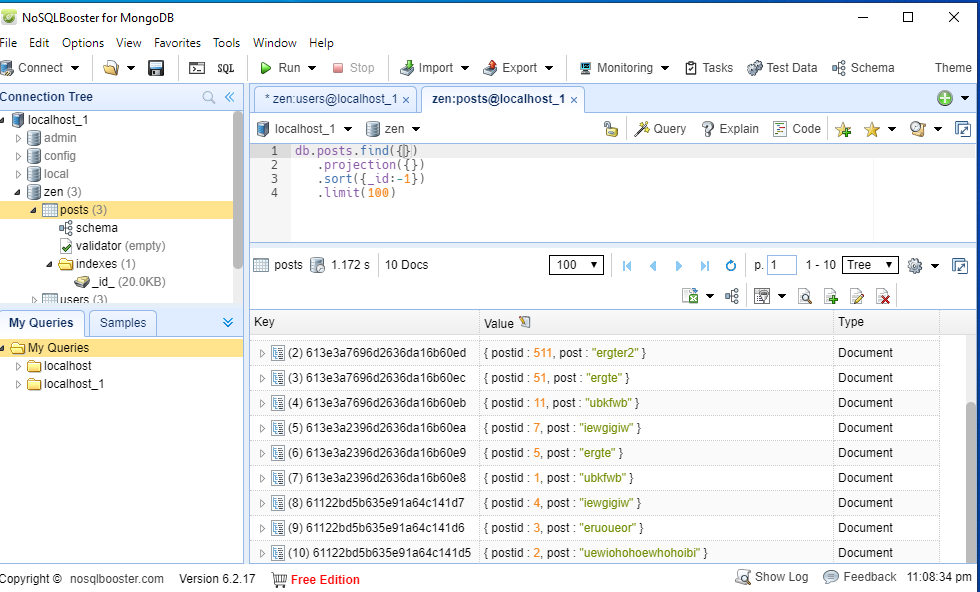 NoSQLBooster for MongoDB
File Edit Options View Favorites Tools Window Help
Connect SQL Run Stop Import Export Monitoring Tasks Test Data Schema Theme
Connection Tree
localhost_1
admin
config
local
zen (3)
posts (3)
schema
validator (empty)
indexes (1)
_id_ (20.0KB)
users (3)
My Queries Samples
My Queries
localhost
localhost_1
* zen:users@localhost_1 × zen:posts@localhost_1 ×
localhost_1 zen Query Explain Code
1 db.posts.find({})
2 .projection({})
3 .sort({_id:-1})
4 .limit(100)
posts 1.172 s 10 Docs 100 p. 1 1 - 10 Tree
Key Value Type
(2) 613e3a7696d2636da16b60ed { postid : 511, post : "ergter2" } Document
(3) 613e3a7696d2636da16b60ec { postid : 51, post : "ergte" } Document
(4) 613e3a7696d2636da16b60eb { postid : 11, post : "ubkfwb" } Document
(5) 613e3a2396d2636da16b60ea { postid : 7, post : "iewgigiw" } Document
(6) 613e3a2396d2636da16b60e9 { postid : 5, post : "ergte" } Document
(7) 613e3a2396d2636da16b60e8 { postid : 1, post : "ubkfwb" } Document
(8) 61122bd5b635e91a64c141d7 { postid : 4, post : "iewgigiw" } Document
(9) 61122bd5b635e91a64c141d6 { postid : 3, post : "eruoueor" } Document
(10) 61122bd5b635e91a64c141d5 { postid : 2, post : "uewiohohoewhohoibi" } Document
Copyright © nosqlbooster.com Version 6.2.17 Free Edition Show Log Feedback 11:08:34 pm